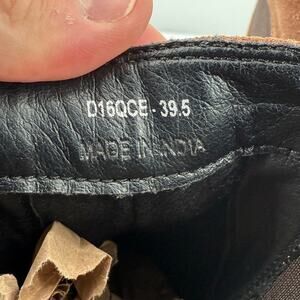 D16QCE - 39.5
MADE IN INDIA